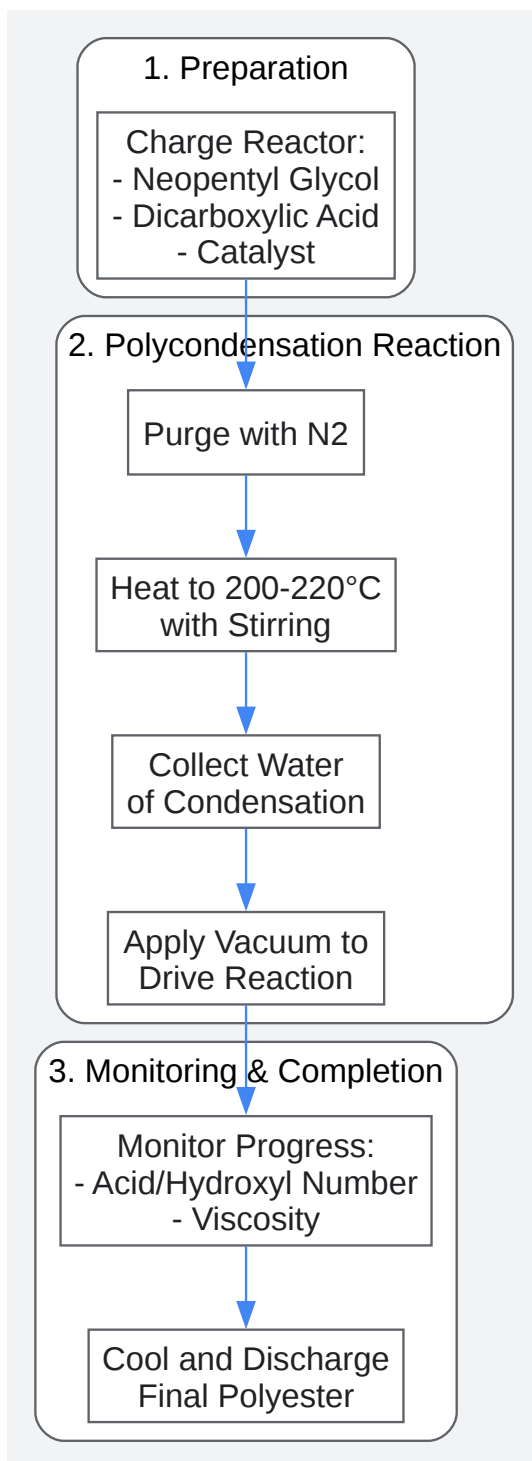 1. Preparation
Charge Reactor:
- Neopentyl Glycol
- Dicarboxylic Acid
- Catalyst
2. Polycondensation Reaction
Purge with N2
Heat to 200-220°C
with Stirring
Collect Water
of Condensation
Apply Vacuum to
Drive Reaction
3. Monitoring & Completion
Monitor Progress:
- Acid/Hydroxyl Number
- Viscosity
Cool and Discharge
Final Polyester